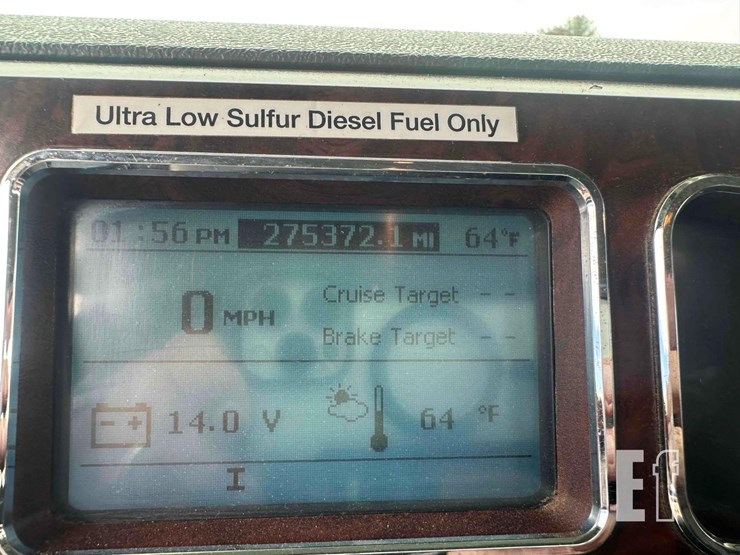 Ultra Low Sulfur Diesel Fuel Only
01:56 PM 275372.1 MI 64°F
0 MPH
Cruise Target - -
Brake Target - -
- + 14.0 V 64 °F
I
Ef